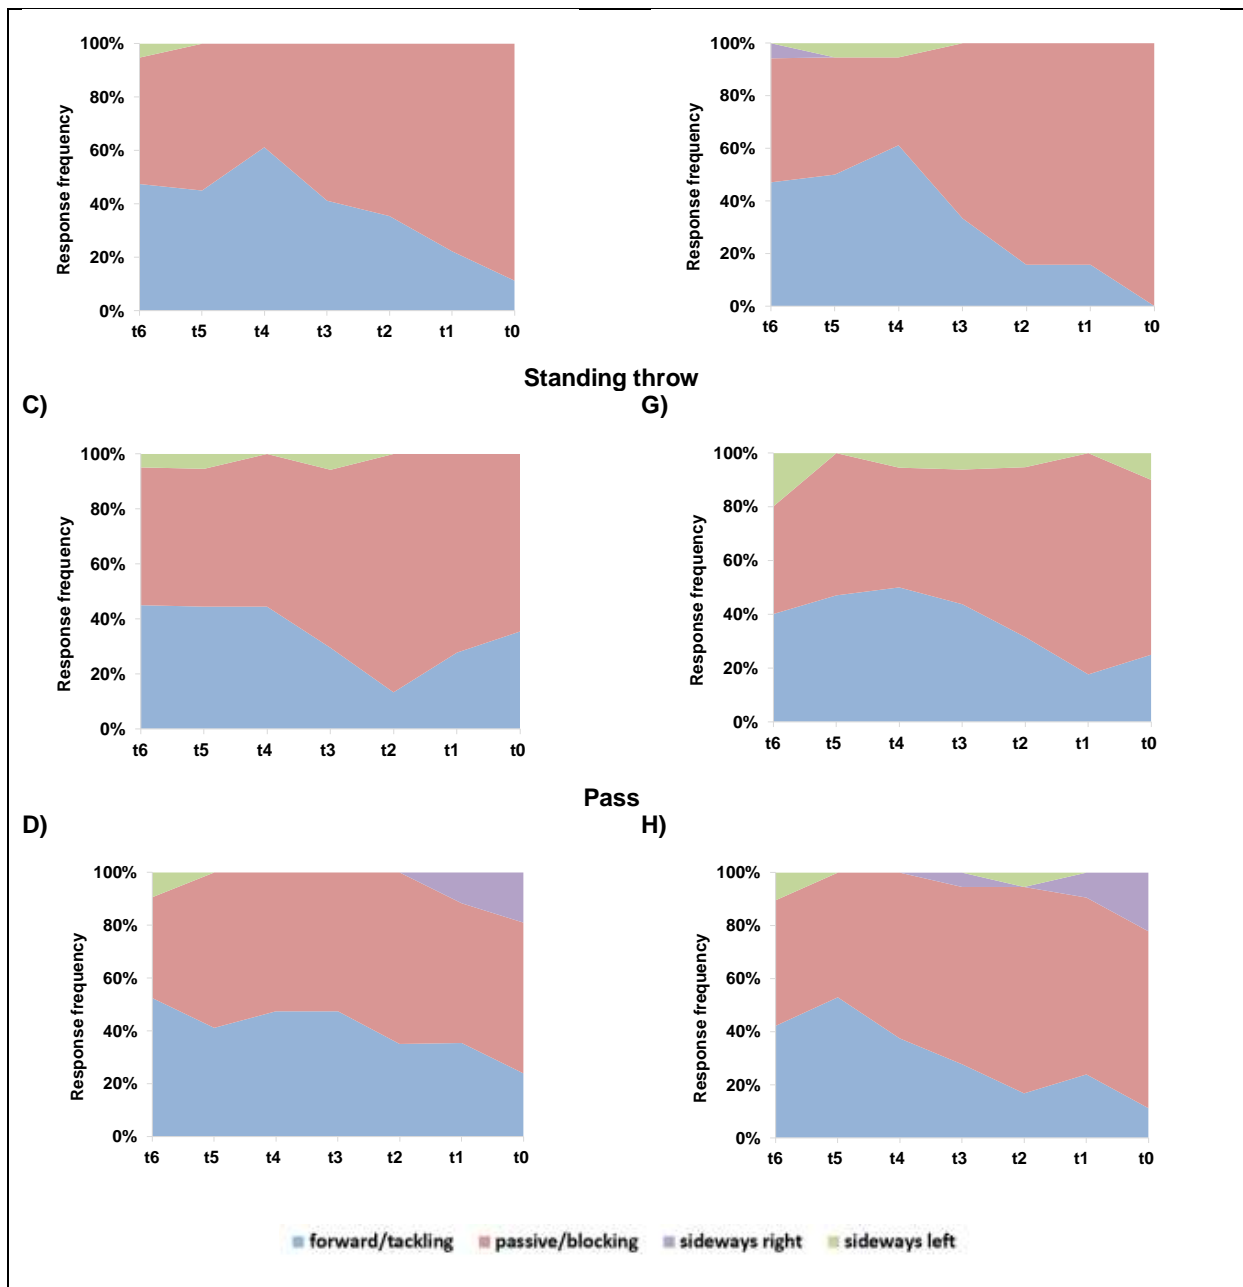 100%
80%
60%
40%
20%
0%
Response frequency
t6 t5 t4 t3 t2 t1 t0
100%
80%
60%
40%
20%
0%
Response frequency
t6 t5 t4 t3 t2 t1 t0
Standing throw
C) G)
100%
80%
60%
40%
20%
0%
Response frequency
t6 t5 t4 t3 t2 t1 t0
100%
80%
60%
40%
20%
0%
Response frequency
t6 t5 t4 t3 t2 t1 t0
Pass
D) H)
100%
80%
60%
40%
20%
0%
Response frequency
t6 t5 t4 t3 t2 t1 t0
100%
80%
60%
40%
20%
0%
Response frequency
t6 t5 t4 t3 t2 t1 t0
forward/tackling passive/blocking sideways right sideways left